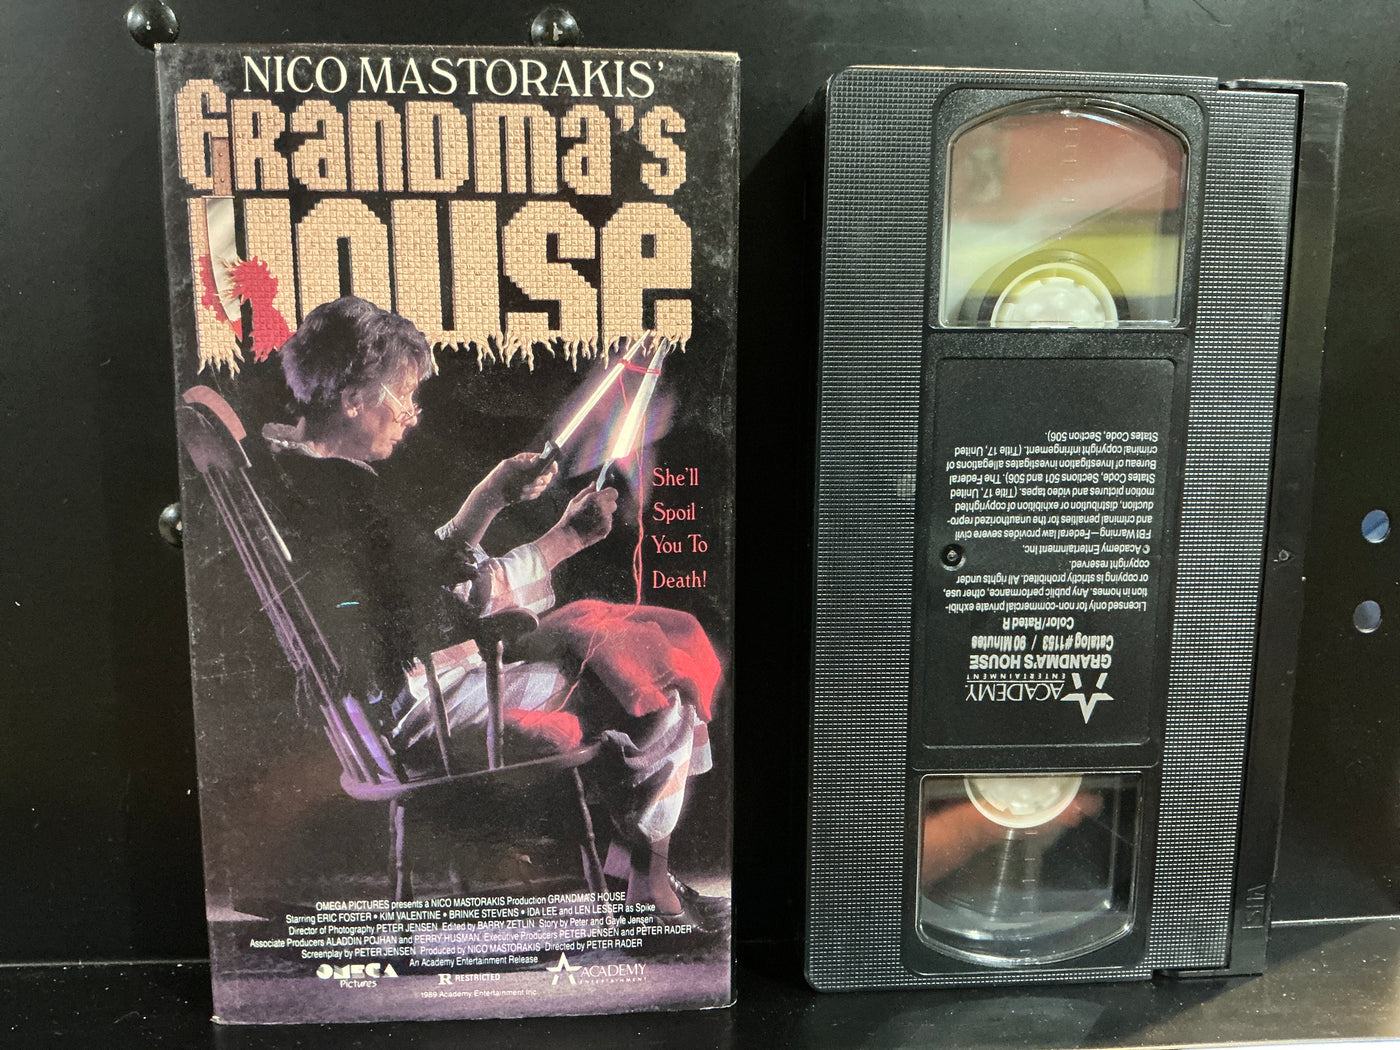 NICO MASTORAKIS'
GRANDMA'S
HOUSE
She'll
Spoil
You To
Death!
OMEGA PICTURES presents a NICO MASTORAKIS Production GRANDMA'S HOUSE
Starring ERIC FOSTER • KIM VALENTINE • BRINKE STEVENS • IDA LEE and LEN LESSER as Spike
Director of Photography PETER JENSEN Edited by BARRY ZETLIN Story by Peter and Gayle Jensen
Associate Producers ALADDIN POJHAN and PERRY HUSMAN Executive Producers PETER JENSEN and PETER RADER
Screenplay by PETER JENSEN Produced by NICO MASTORAKIS Directed by PETER RADER
An Academy Entertainment Release
OMEGA
Pictures
R RESTRICTED
ACADEMY
ENTERTAINMENT
1989 Academy Entertainment Inc.
ACADEMY
ENTERTAINMENT
GRANDMA'S HOUSE
Catalog #1153 / 90 Minutes
Color/Rated R
Licensed only for non-commercial private exhibi-
tion in homes. Any public performance, other use,
or copying is strictly prohibited. All rights under
copyright reserved.
© Academy Entertainment Inc.
FBI Warning—Federal law provides severe civil
and criminal penalties for the unauthorized repro-
duction, distribution or exhibition of copyrighted
motion pictures and video tapes. (Title 17, United
States Code, Sections 501 and 506). The Federal
Bureau of Investigation investigates allegations of
criminal copyright infringement. (Title 17, United
States Code, Section 506).